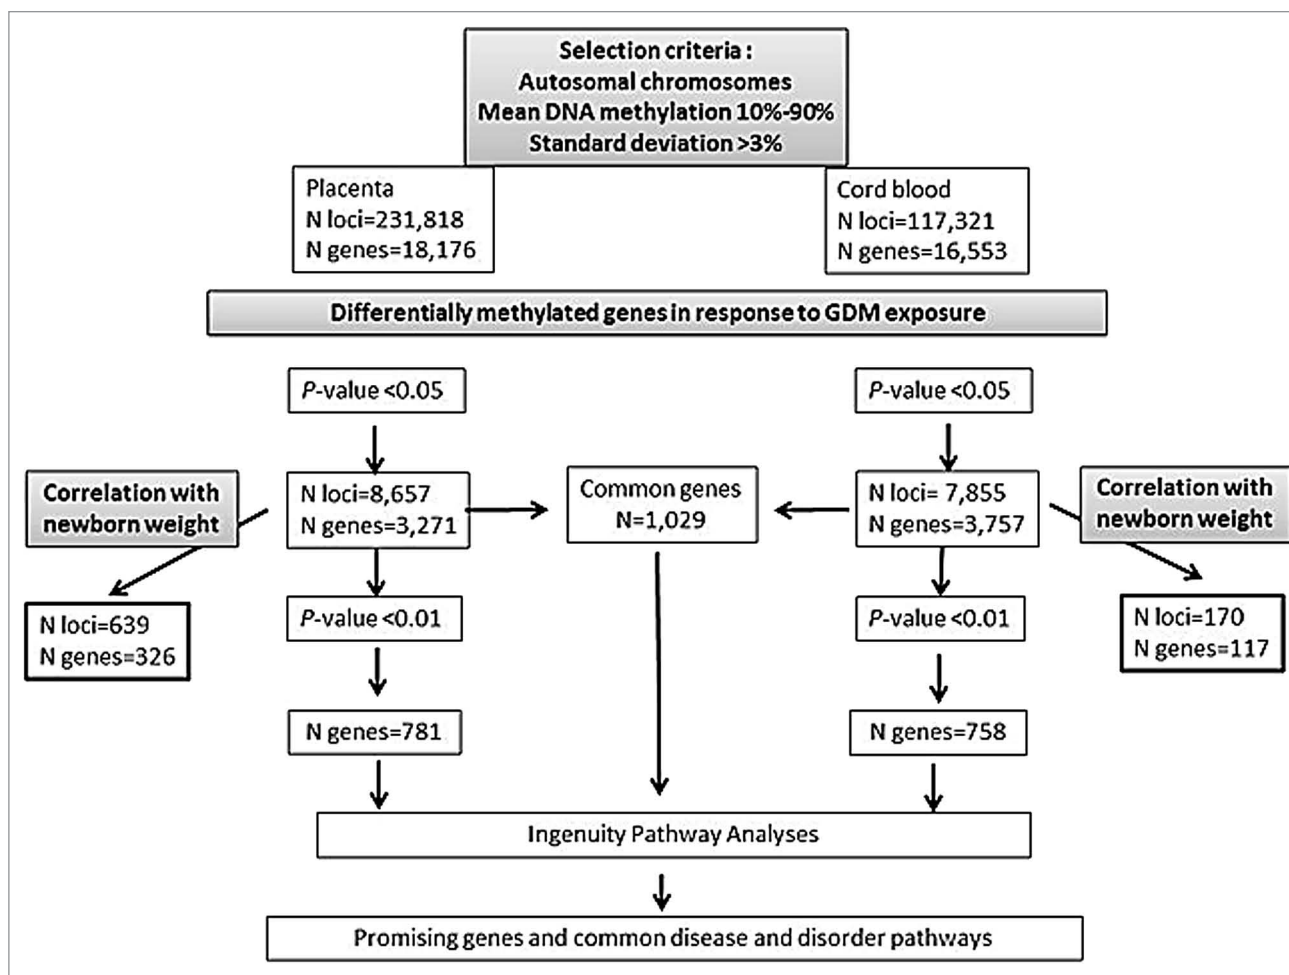 Selection criteria :
Autosomal chromosomes
Mean DNA methylation 10%-90%
Standard deviation >3%
Placenta
N loci=231,818
N genes=18,176
Cord blood
N loci=117,321
N genes=16,553
Differentially methylated genes in response to GDM exposure
P-value <0.05
P-value <0.05
Correlation with
newborn weight
N loci=8,657
N genes=3,271
Common genes
N=1,029
N loci= 7,855
N genes=3,757
Correlation with
newborn weight
N loci=639
N genes=326
P-value <0.01
P-value <0.01
N loci=170
N genes=117
N genes=781
N genes=758
Ingenuity Pathway Analyses
Promising genes and common disease and disorder pathways